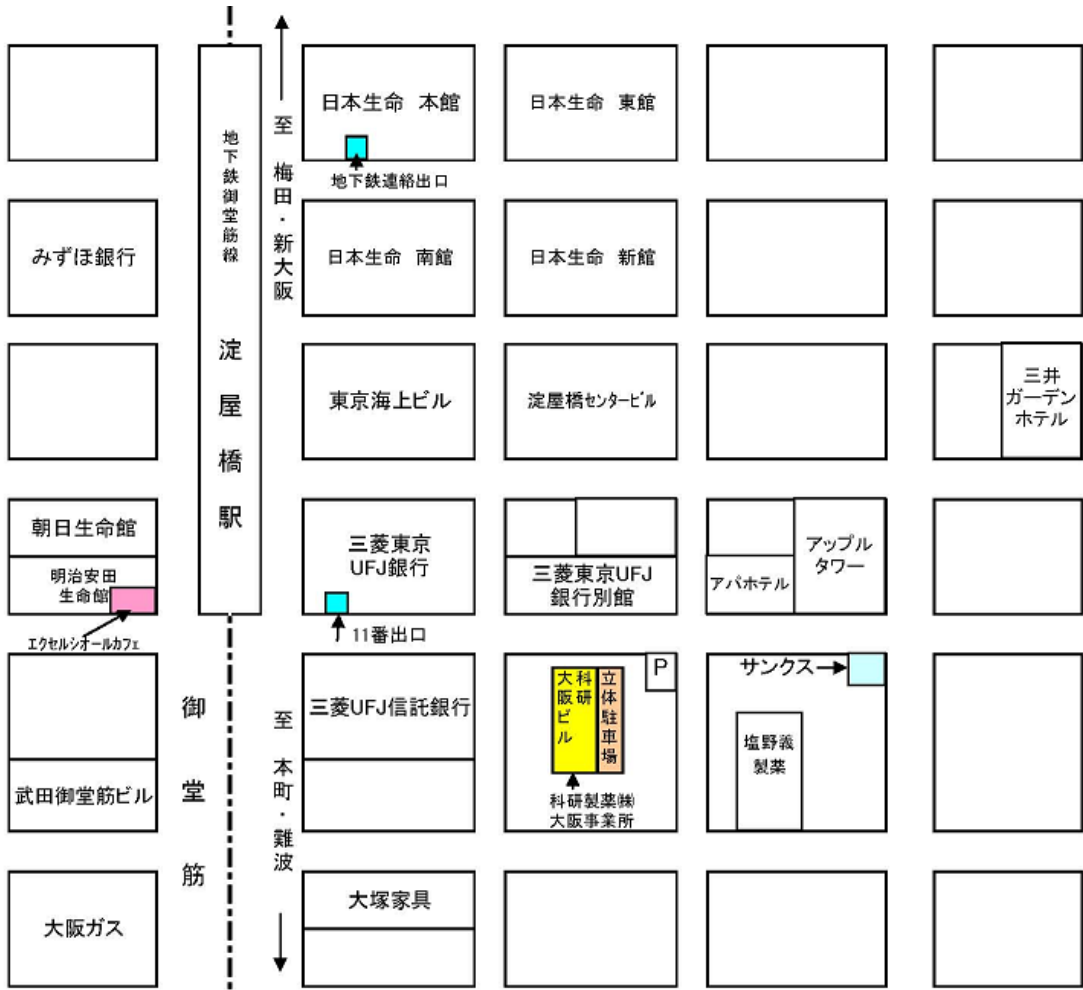 日本生命 本館
日本生命 東館
地下鉄連絡出口
地下鉄御堂筋線
至 梅田・新大阪
みずほ銀行
日本生命 南館
日本生命 新館
淀屋橋駅
東京海上ビル
淀屋橋センタービル
三井
ガーデン
ホテル
朝日生命館
明治安田
生命館
エクセルシオールカフェ
三菱東京
UFJ銀行
11番出口
三菱東京UFJ
銀行別館
アパホテル
アップル
タワー
御堂筋
至 本町・難波
三菱UFJ信託銀行
P
科研
大阪ビル
立体駐車場
科研製薬㈱
大阪事業所
サンクス
塩野義
製薬
武田御堂筋ビル
大阪ガス
大塚家具